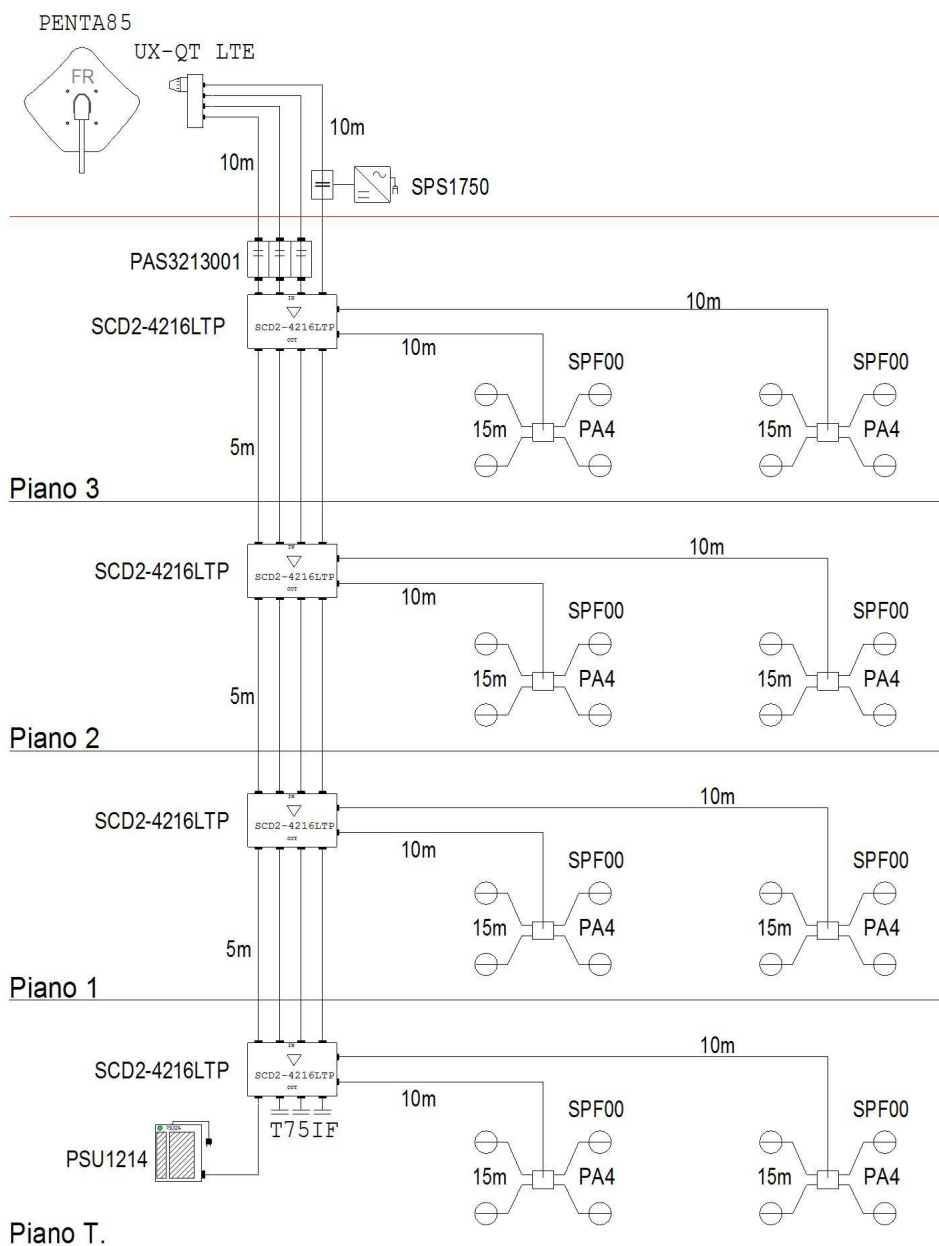 PENTA85
UX-QT LTE
FR
10m
10m
SPS1750
PAS3213001
IN
SCD2-4216LTP
SCD2-4216LTP
OUT
10m
10m
SPF00
SPF00
15m
PA4
15m
PA4
5m
Piano 3
IN
SCD2-4216LTP
SCD2-4216LTP
OUT
10m
10m
SPF00
SPF00
15m
PA4
15m
PA4
5m
Piano 2
IN
SCD2-4216LTP
SCD2-4216LTP
OUT
10m
10m
SPF00
SPF00
15m
PA4
15m
PA4
5m
Piano 1
IN
SCD2-4216LTP
SCD2-4216LTP
OUT
10m
10m
SPF00
SPF00
T75IF
PSU1214
15m
PA4
15m
PA4
Piano T.